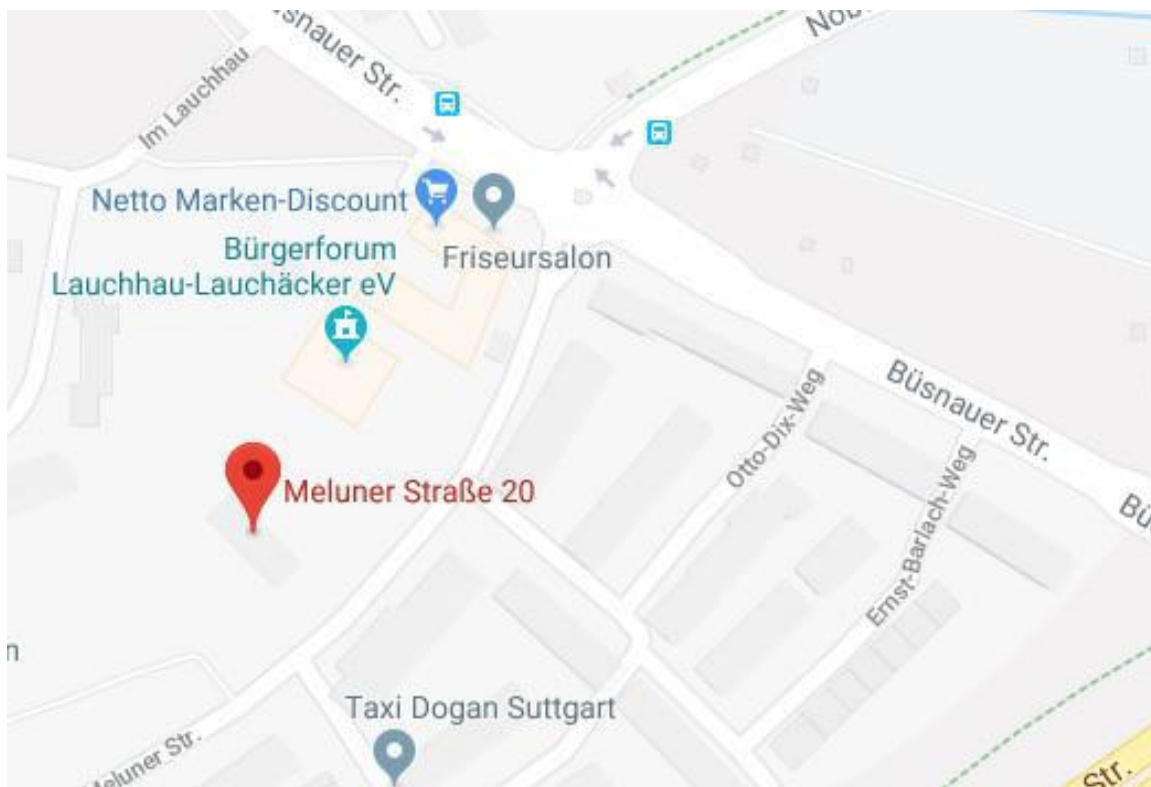 Büsnauer Str.
Im Lauchhau
Netto Marken-Discount
Bürgerforum
Lauchhau-Lauchäcker eV
Friseursalon
Büsnauer Str.
Otto-Dix-Weg
Ernst-Barlach-Weg
Meluner Straße 20
Taxi Dogan Suttgart
Meluner Str.
Str.